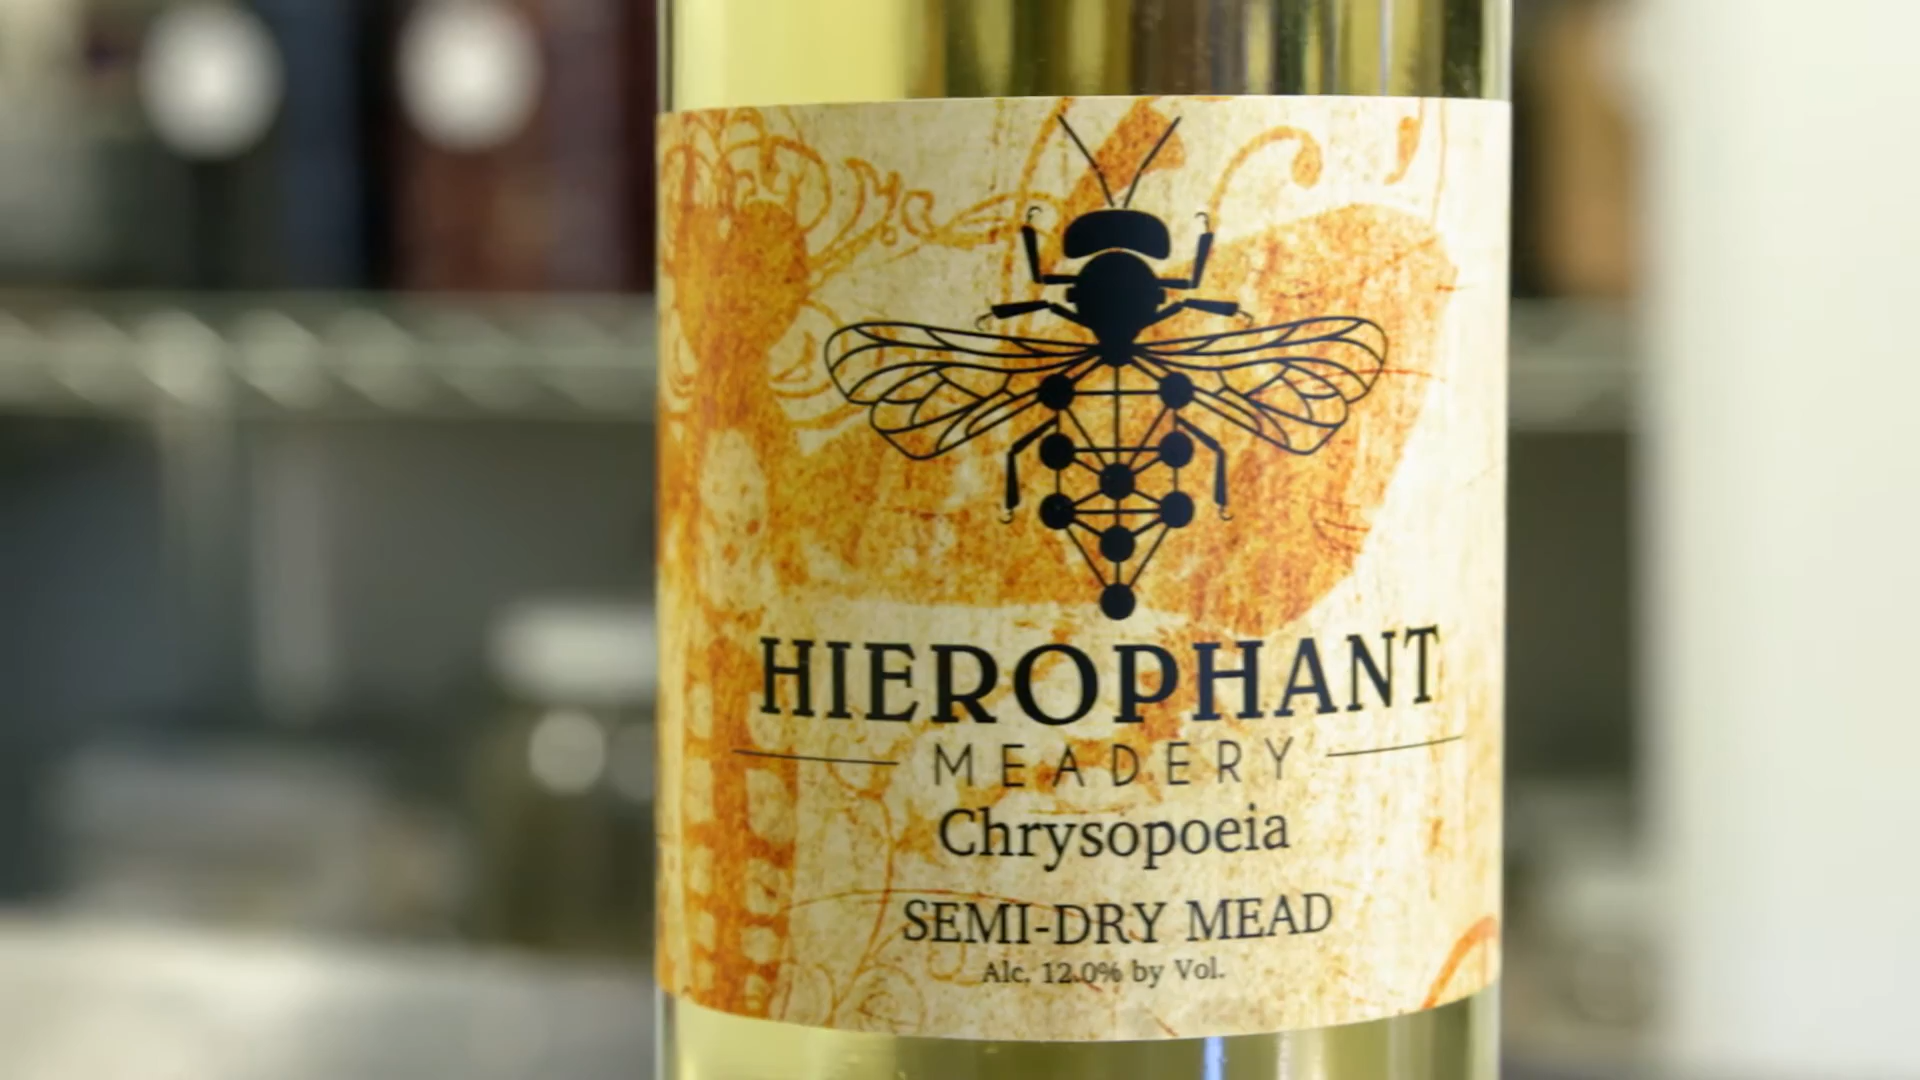 HIEROPHANT
MEADERY
Chrysopoeia
SEMI-DRY MEAD
Alc. 12.0% by Vol.